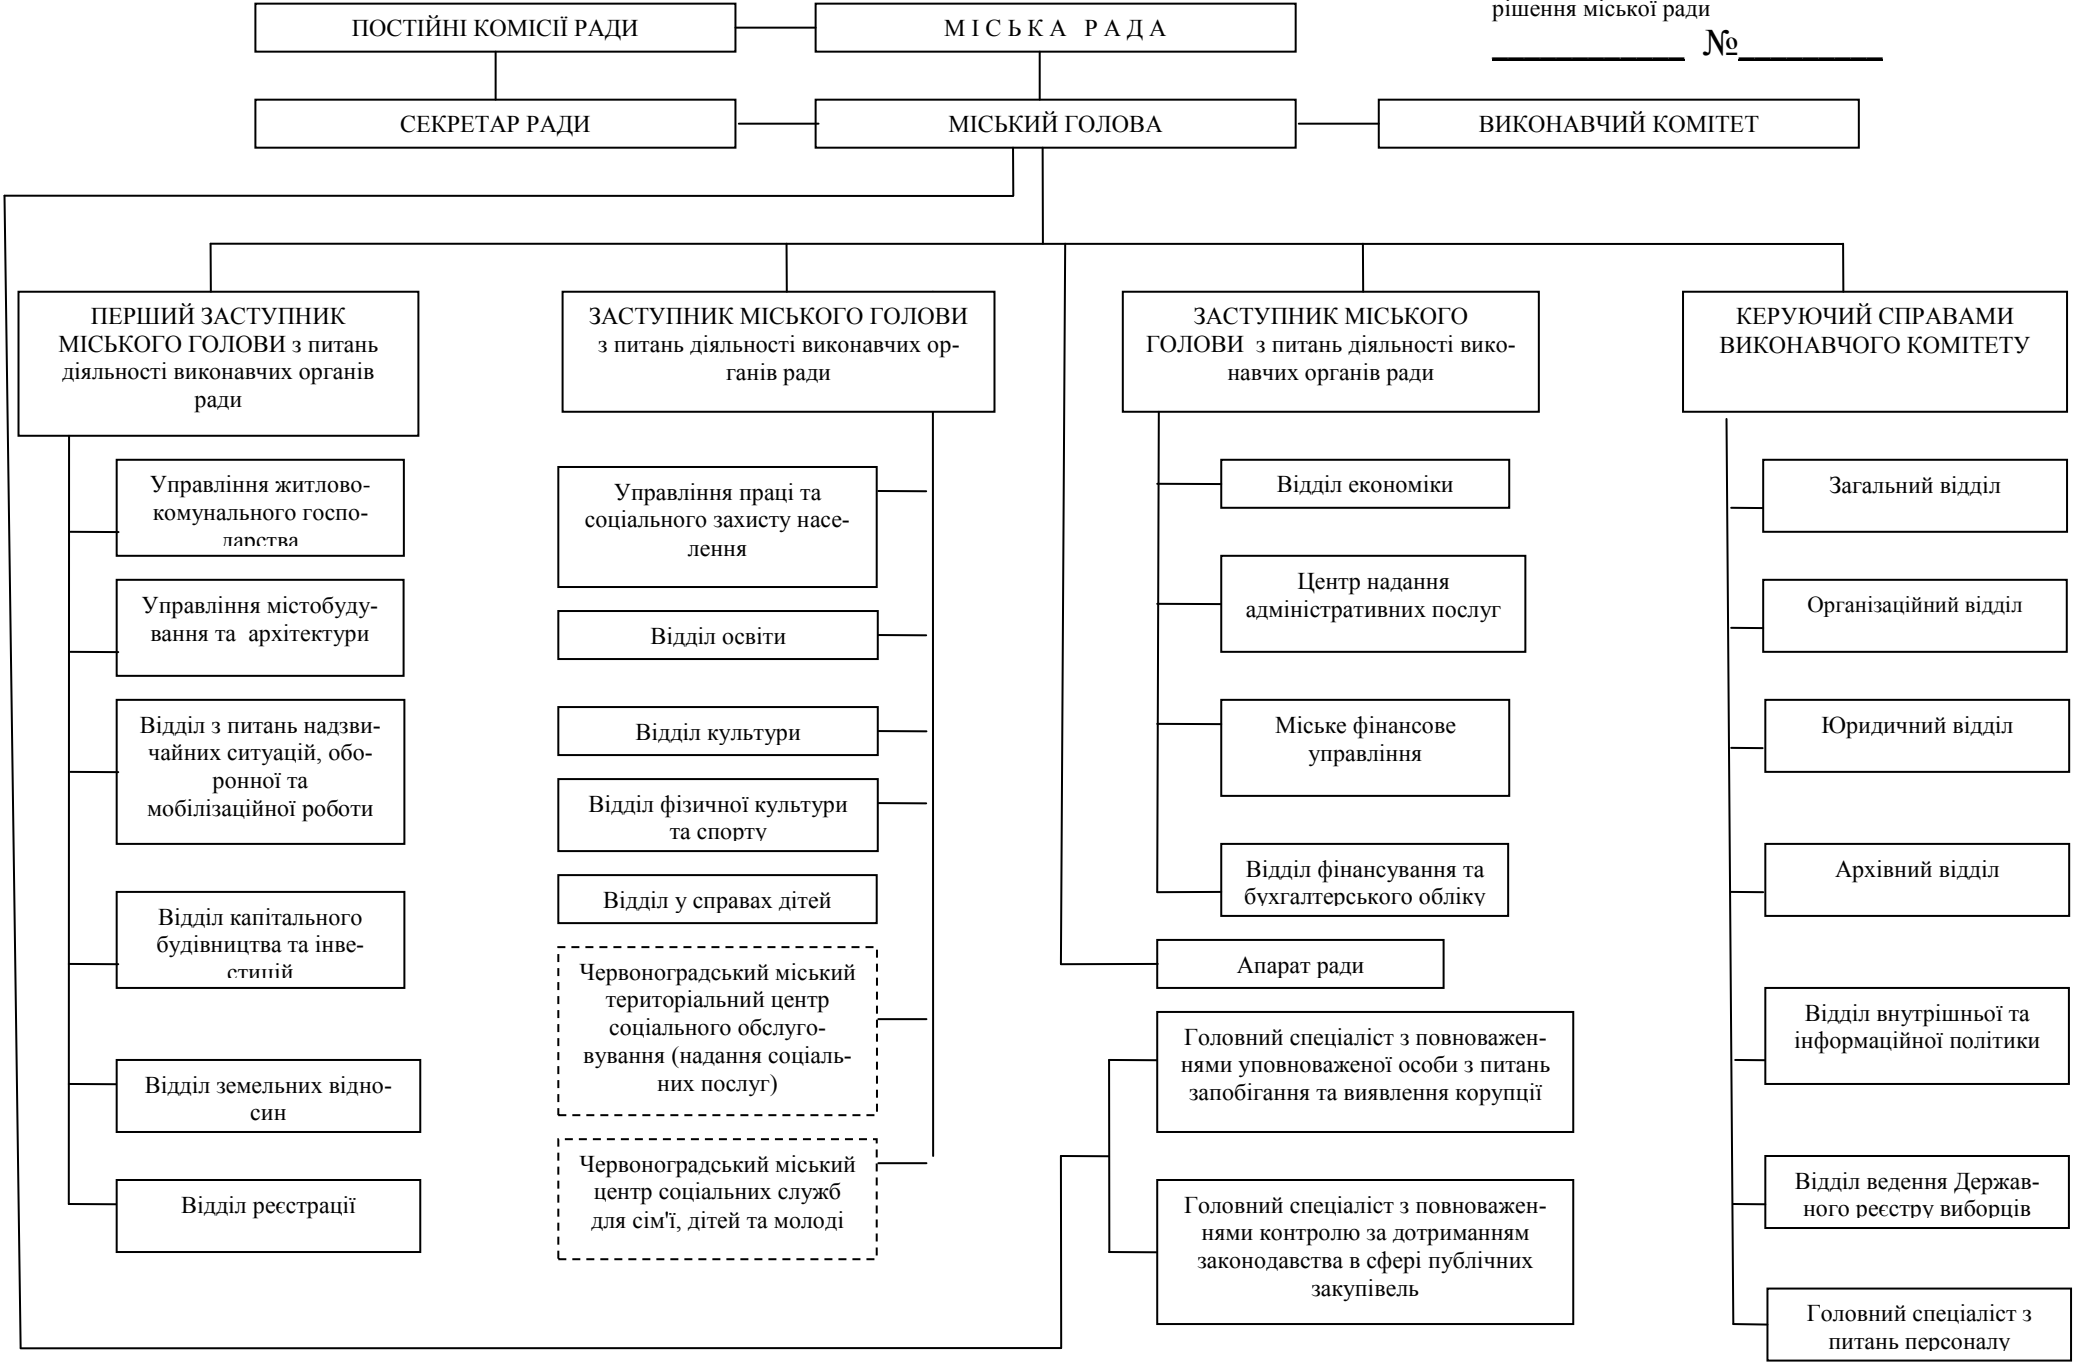 рішення міської ради
____________ №_________
ПОСТІЙНІ КОМІСІЇ РАДИ
М І С Ь К А Р А Д А
СЕКРЕТАР РАДИ
МІСЬКИЙ ГОЛОВА
ВИКОНАВЧИЙ КОМІТЕТ
ПЕРШИЙ ЗАСТУПНИК
МІСЬКОГО ГОЛОВИ з питань
діяльності виконавчих органів
ради
ЗАСТУПНИК МІСЬКОГО ГОЛОВИ
з питань діяльності виконавчих ор-
ганів ради
ЗАСТУПНИК МІСЬКОГО
ГОЛОВИ з питань діяльності вико-
навчих органів ради
КЕРУЮЧИЙ СПРАВАМИ
ВИКОНАВЧОГО КОМІТЕТУ
Управління житлово-
комунального госпо-
дарства
Управління містобуду-
вання та архітектури
Відділ з питань надзви-
чайних ситуацій, обо-
ронної та
мобілізаційної роботи
Відділ капітального
будівництва та інве-
стицій
Відділ земельних відно-
син
Відділ реєстрації
Управління праці та
соціального захисту насе-
лення
Відділ освіти
Відділ культури
Відділ фізичної культури
та спорту
Відділ у справах дітей
Червоноградський міський
територіальний центр
соціального обслуго-
вування (надання соціаль-
них послуг)
Червоноградський міський
центр соціальних служб
для сім'ї, дітей та молоді
Відділ економіки
Центр надання
адміністративних послуг
Міське фінансове
управління
Відділ фінансування та
бухгалтерського обліку
Апарат ради
Головний спеціаліст з повноважен-
нями уповноваженої особи з питань
запобігання та виявлення корупції
Головний спеціаліст з повноважен-
нями контролю за дотриманням
законодавства в сфері публічних
закупівель
Загальний відділ
Організаційний відділ
Юридичний відділ
Архівний відділ
Відділ внутрішньої та
інформаційної політики
Відділ ведення Держав-
ного реєстру виборців
Головний спеціаліст з
питань персоналу